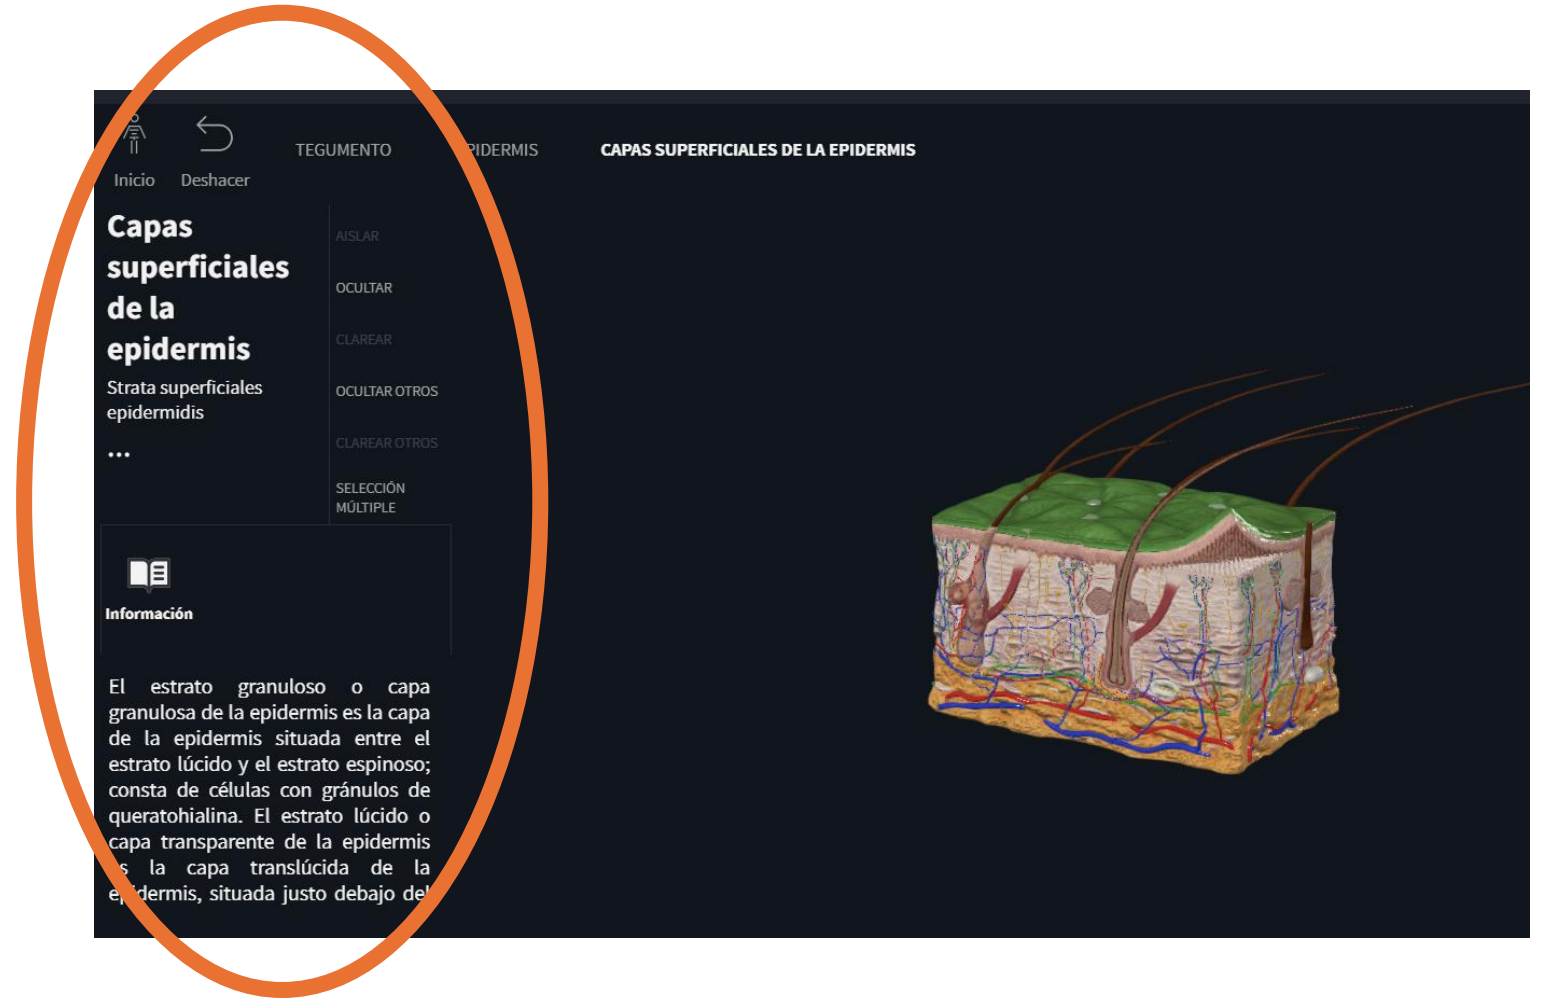 Inicio Deshacer
TEGUMENTO PIDERMIS CAPAS SUPERFICIALES DE LA EPIDERMIS
Capas
superficiales
de la
epidermis
Strata superficiales
epidermidis
...
AISLAR
OCULTAR
CLAREAR
OCULTAR OTROS
CLAREAR OTROS
SELECCIÓN
MÚLTIPLE
Información
El estrato granuloso o capa
granulosa de la epidermis es la capa
de la epidermis situada entre el
estrato lúcido y el estrato espinoso;
consta de células con gránulos de
queratohialina. El estrato lúcido o
capa transparente de la epidermis
s la capa translúcida de la
epidermis, situada justo debajo del